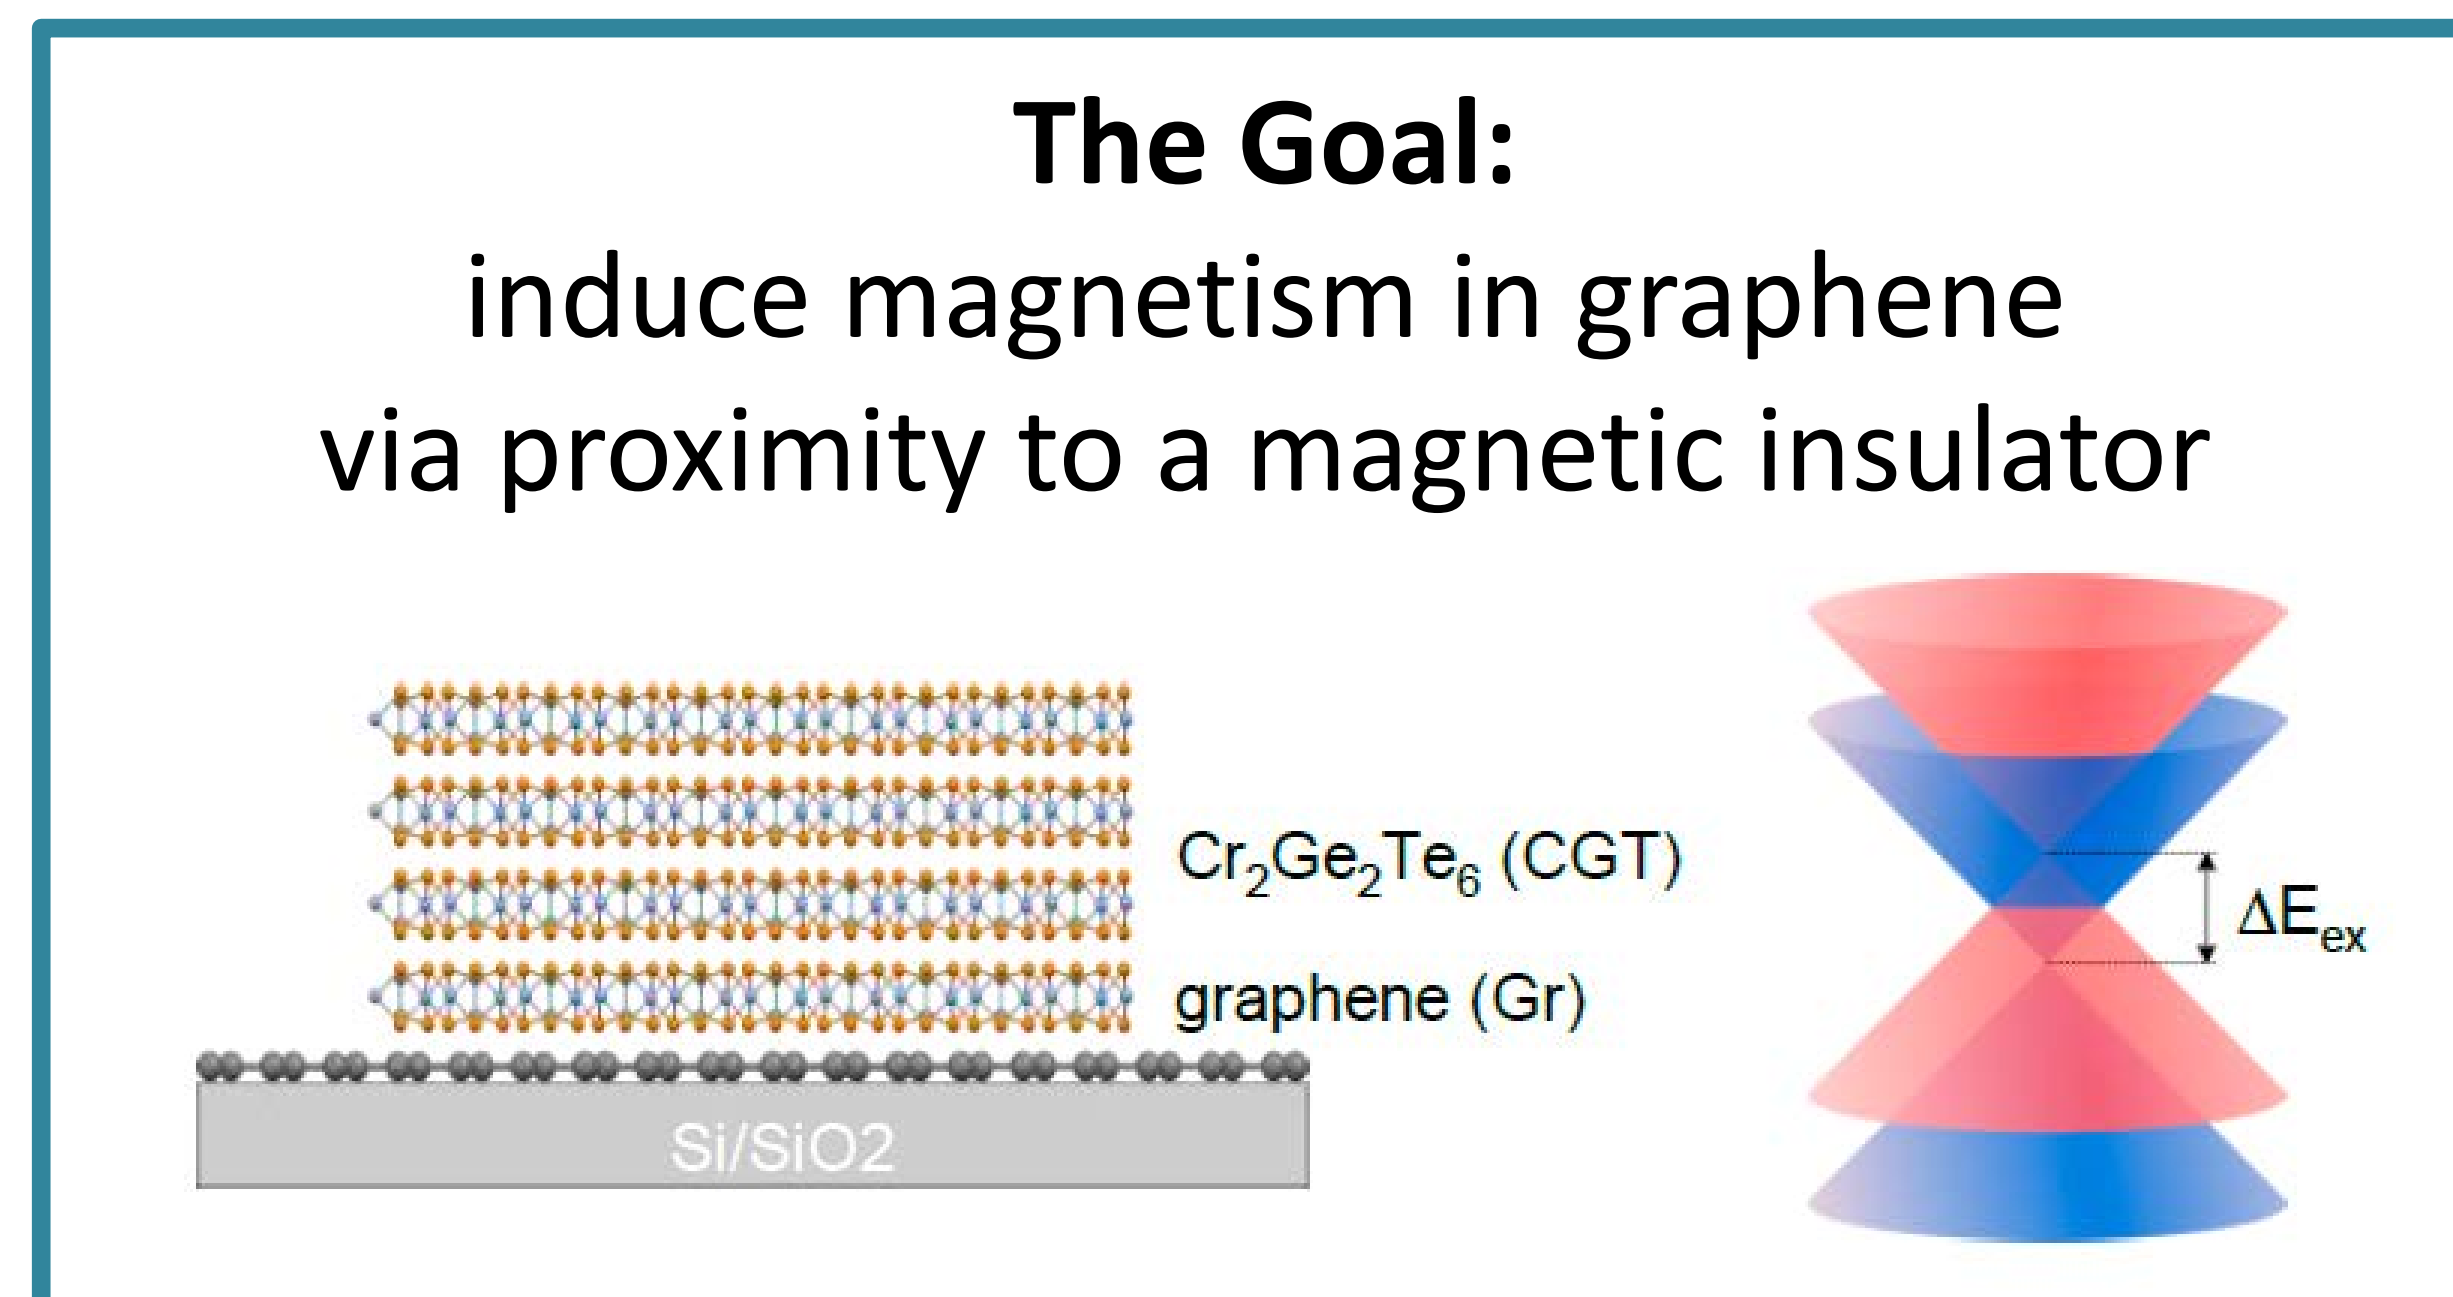 The Goal:
induce magnetism in graphene
via proximity to a magnetic insulator
Cr₂Ge₂Te₆ (CGT)
ΔEₑₓ
graphene (Gr)
Si/SiO2